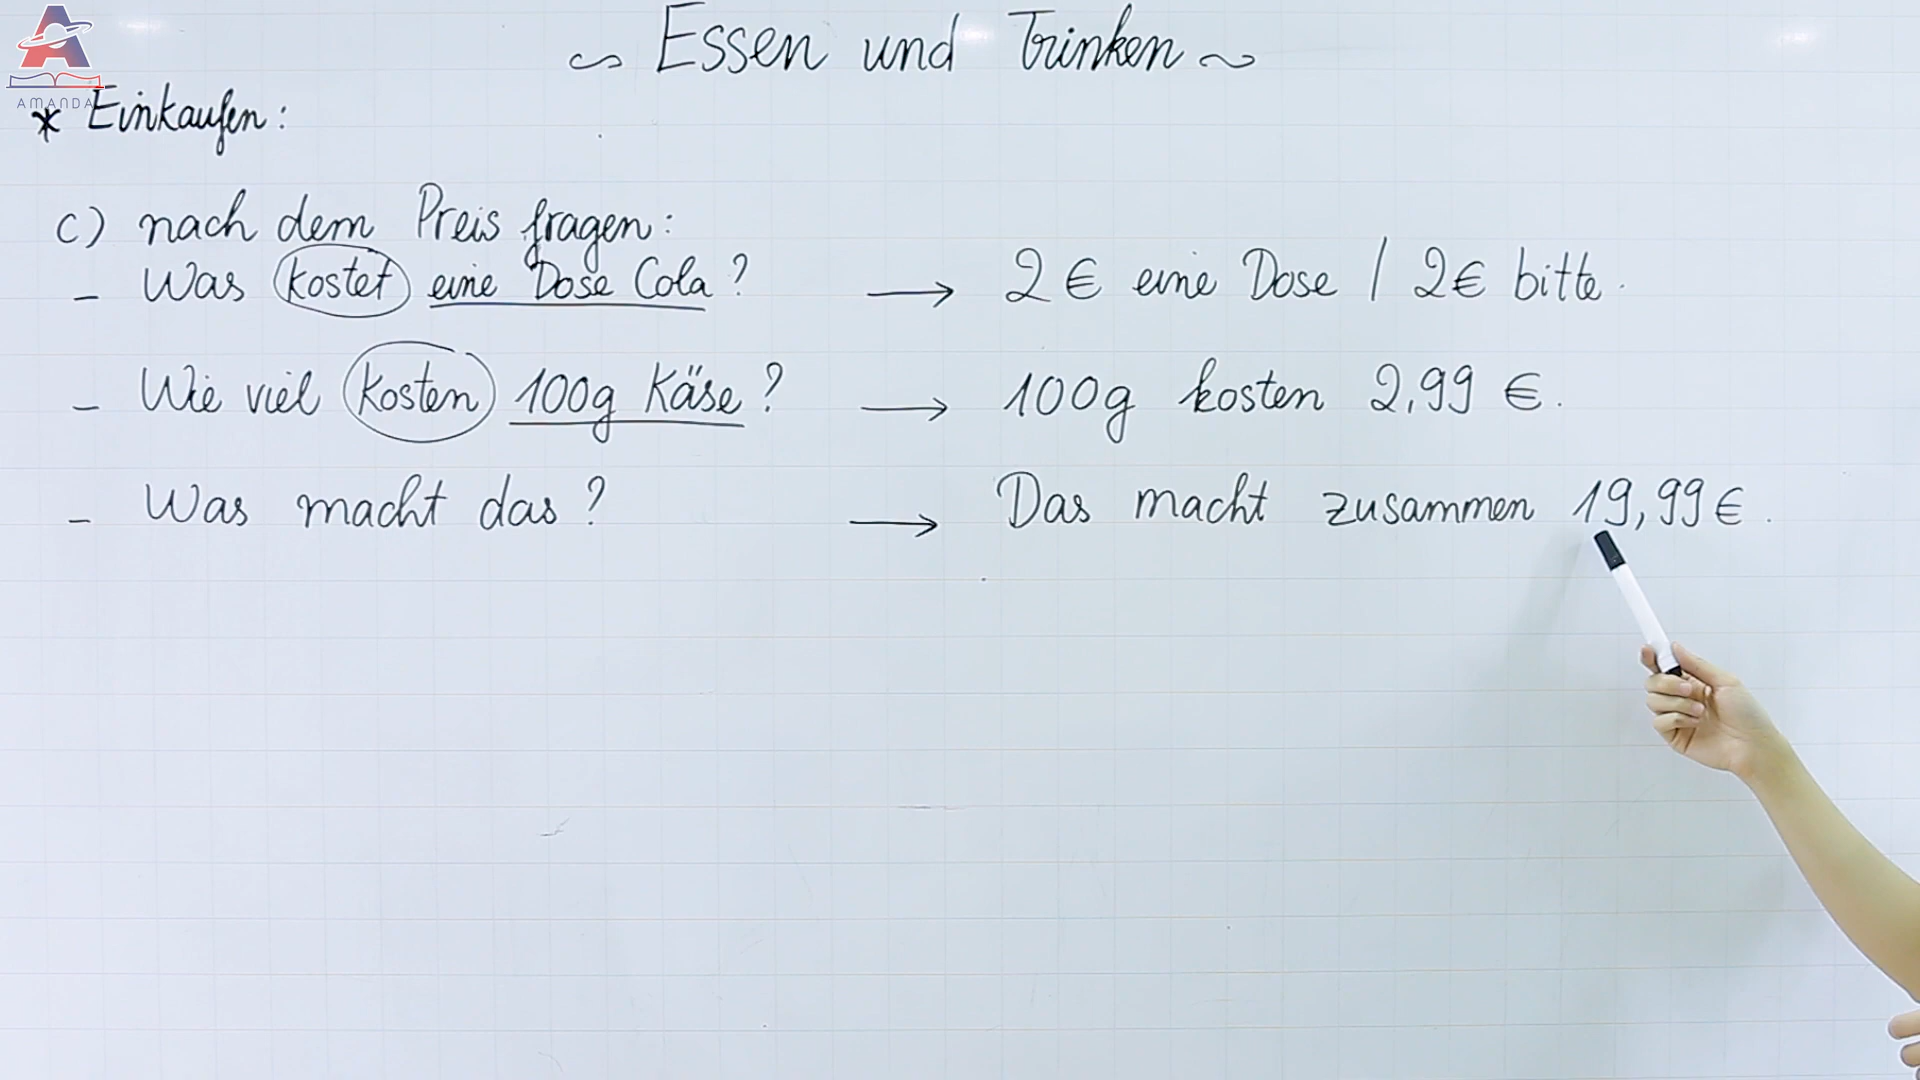 AMANDA
~ Essen und Trinken ~
* Einkaufen:
c) nach dem Preis fragen:
- Was kostet eine Dose Cola? → 2 € eine Dose / 2€ bitte.
- Wie viel kosten 100g Käse? → 100g kosten 2,99 €.
- Was macht das? → Das macht zusammen 19,99 €.